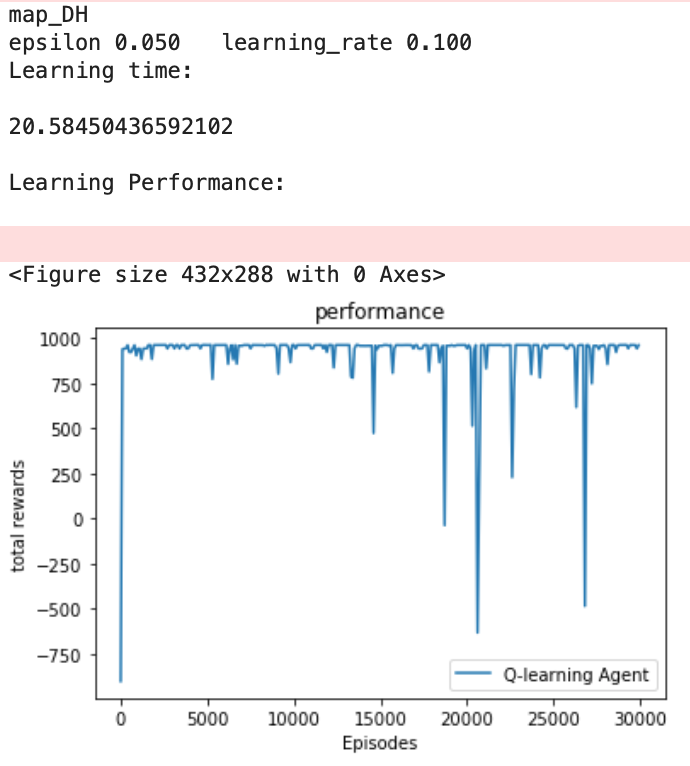 map_DH
epsilon 0.050   learning_rate 0.100
Learning time:
20.58450436592102
Learning Performance:
<Figure size 432x288 with 0 Axes>
performance
1000
750
500
250
0
−250
−500
−750
total rewards
Q-learning Agent
0 5000 10000 15000 20000 25000 30000
Episodes